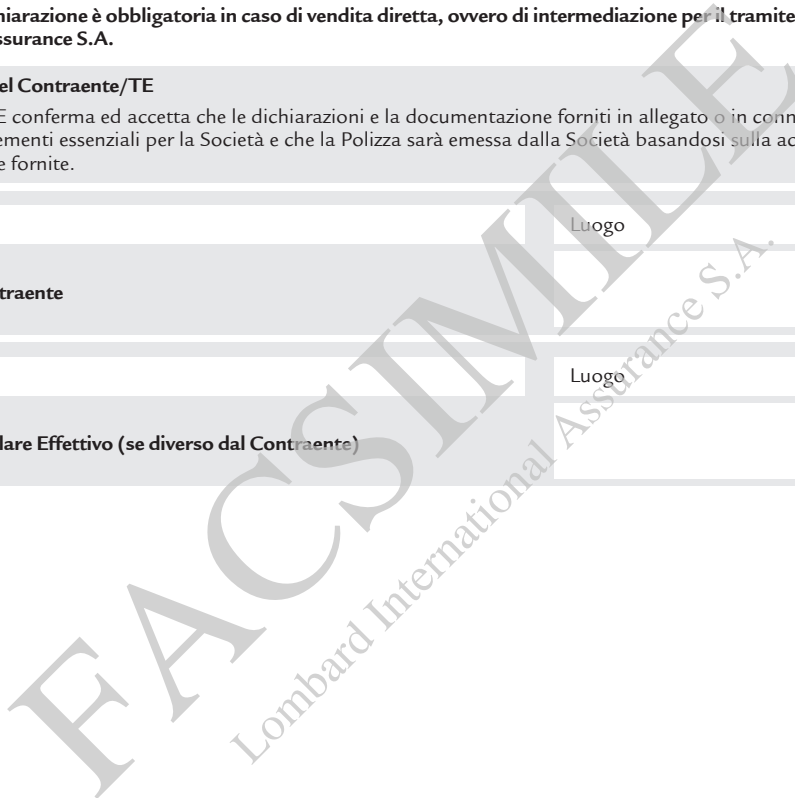 hiarazione è obbligatoria in caso di vendita diretta, ovvero di intermediazione per il tramite
ssurance S.A.
el Contraente/TE
E conferma ed accetta che le dichiarazioni e la documentazione forniti in allegato o in conn
ementi essenziali per la Società e che la Polizza sarà emessa dalla Società basandosi sulla ac
e fornite.
Luogo
traente
Luogo
lare Effettivo (se diverso dal Contraente)
FACSIMILE
Lombard International Assurance S.A.